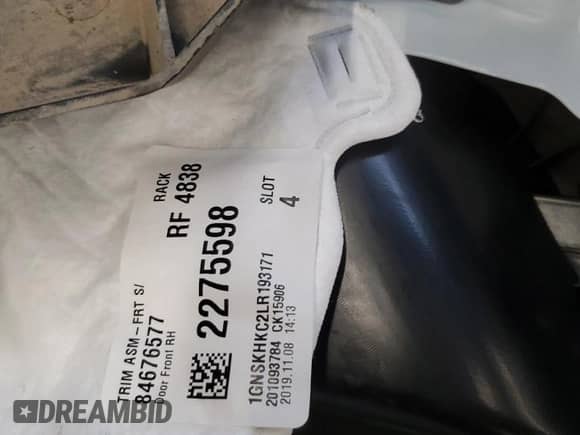 TRIM ASM-FRT S/
84676577
Door Front RH
RACK
RF 4838
2275598
SLOT
4
1GNSKHKC2LR193171
201093784 CK15906
2019.11.08 14:13
DREAMBID